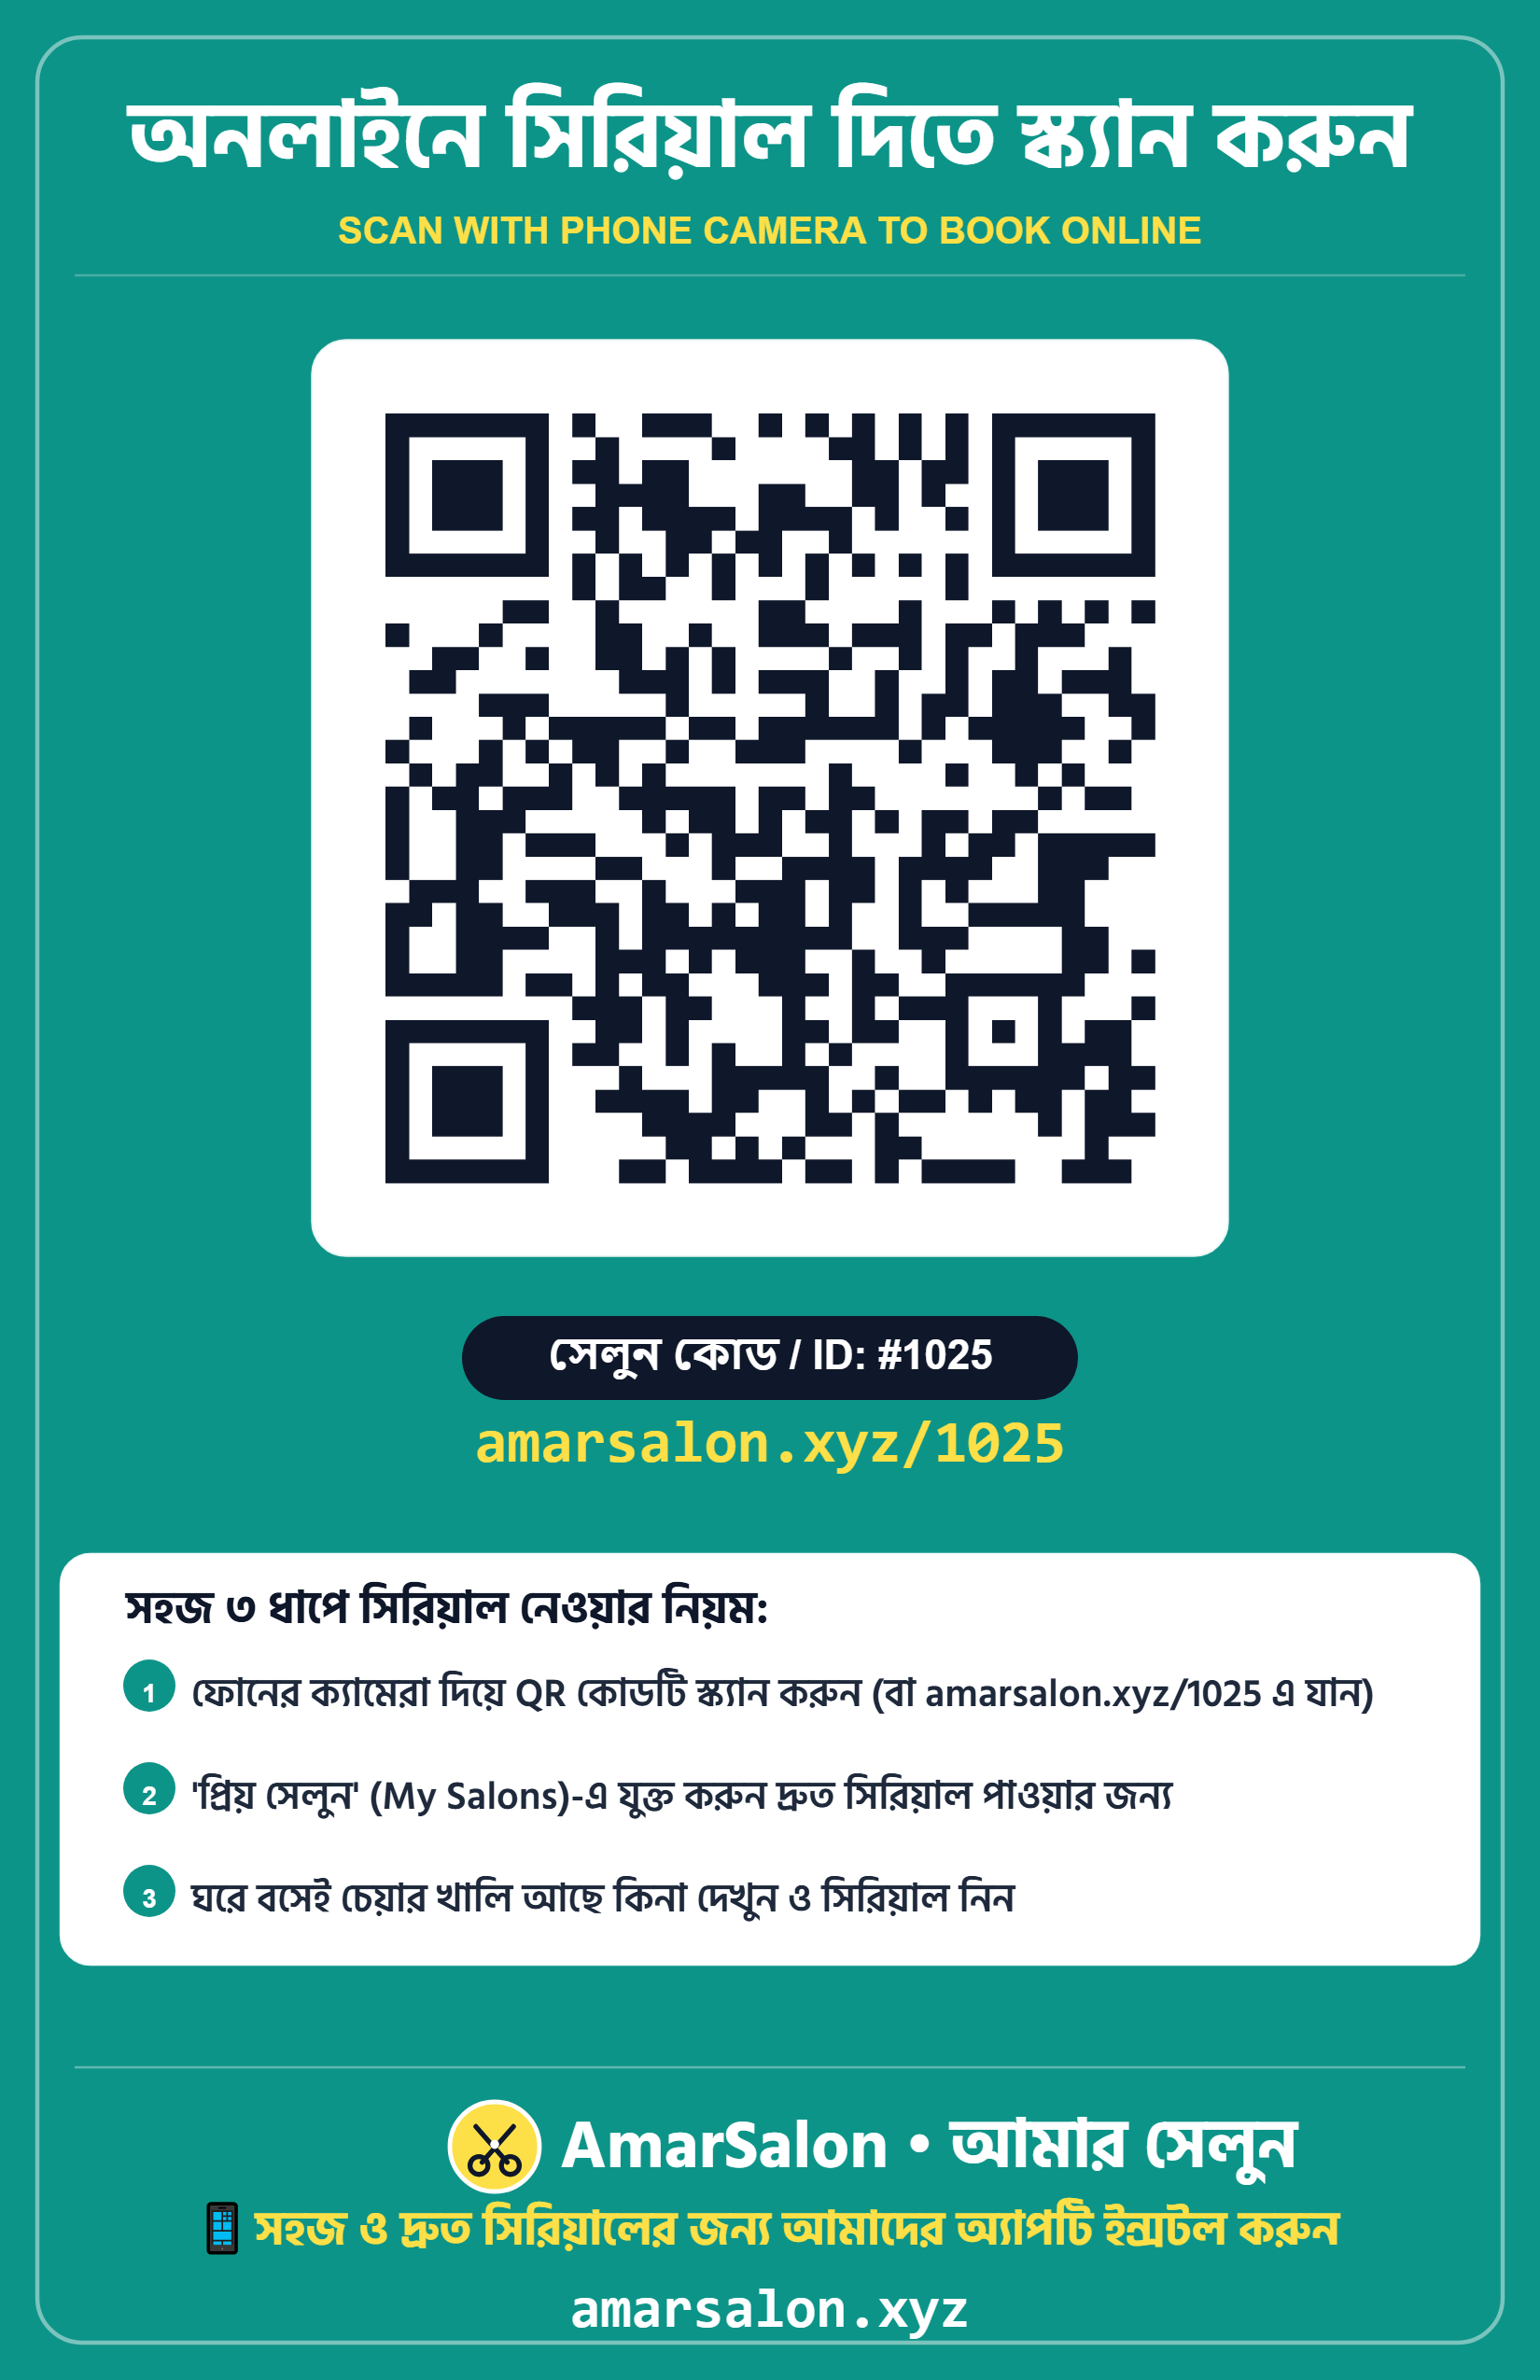 অনলাইনে সিরিয়াল দিতে স্ক্যান করুন
SCAN WITH PHONE CAMERA TO BOOK ONLINE
সেলুন কোড / ID: #1025
amarsalon.xyz/1025
সহজ ৩ ধাপে সিরিয়াল নেওয়ার নিয়ম:
1 ফোনের ক্যামেরা দিয়ে QR কোডটি স্ক্যান করুন (বা amarsalon.xyz/1025 এ যান)
2 'প্রিয় সেলুন' (My Salons)-এ যুক্ত করুন দ্রুত সিরিয়াল পাওয়ার জন্য
3 ঘরে বসেই চেয়ার খালি আছে কিনা দেখুন ও সিরিয়াল নিন
AmarSalon • আমার সেলুন
সহজ ও দ্রুত সিরিয়ালের জন্য আমাদের অ্যাপটি ইন্সটল করুন
amarsalon.xyz